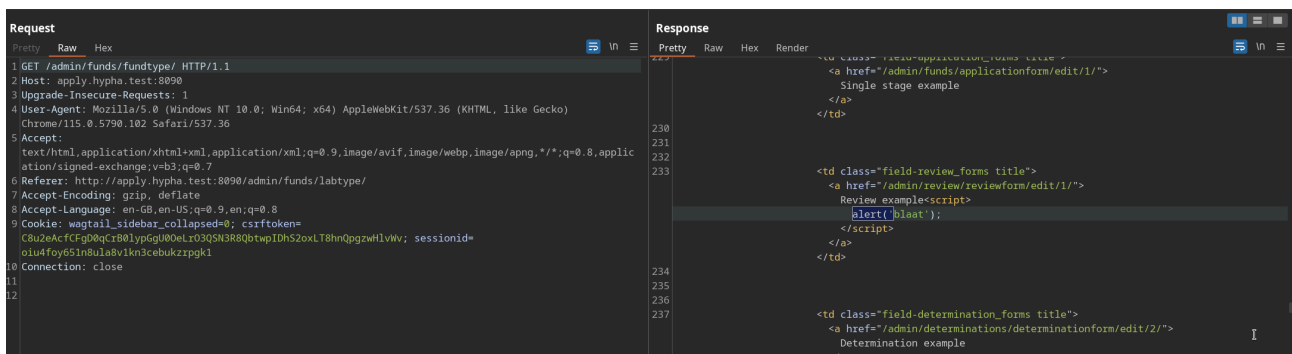 Request
Pretty Raw Hex
\n
1 GET /admin/funds/fundtype/ HTTP/1.1
2 Host: apply.hypha.test:8090
3 Upgrade-Insecure-Requests: 1
4 User-Agent: Mozilla/5.0 (Windows NT 10.0; Win64; x64) AppleWebKit/537.36 (KHTML, like Gecko)
Chrome/115.0.5790.102 Safari/537.36
5 Accept:
text/html,application/xhtml+xml,application/xml;q=0.9,image/avif,image/webp,image/apng,*/*;q=0.8,applic
ation/signed-exchange;v=b3;q=0.7
6 Referer: http://apply.hypha.test:8090/admin/funds/labtype/
7 Accept-Encoding: gzip, deflate
8 Accept-Language: en-GB,en-US;q=0.9,en;q=0.8
9 Cookie: wagtail_sidebar_collapsed=0; csrftoken=
C8u2eAcfCFgD0qCrB0lypGgU0OeLrO3QSN3R8QbtwpIDhS2oxLT8hnQpgzwHlvWv; sessionid=
oiu4foy651n8ula8v1kn3cebukzrpgk1
10 Connection: close
11
12
Response
Pretty Raw Hex Render
\n
229 <td class="field-application_forms title">
<a href="/admin/funds/applicationform/edit/1/">
Single stage example
</a>
</td>
230
231
232
233 <td class="field-review_forms title">
<a href="/admin/review/reviewform/edit/1/">
Review example<script>
alert('blaat');
</script>
</a>
</td>
234
235
236
237 <td class="field-determination_forms title">
<a href="/admin/determinations/determinationform/edit/2/">
Determination example